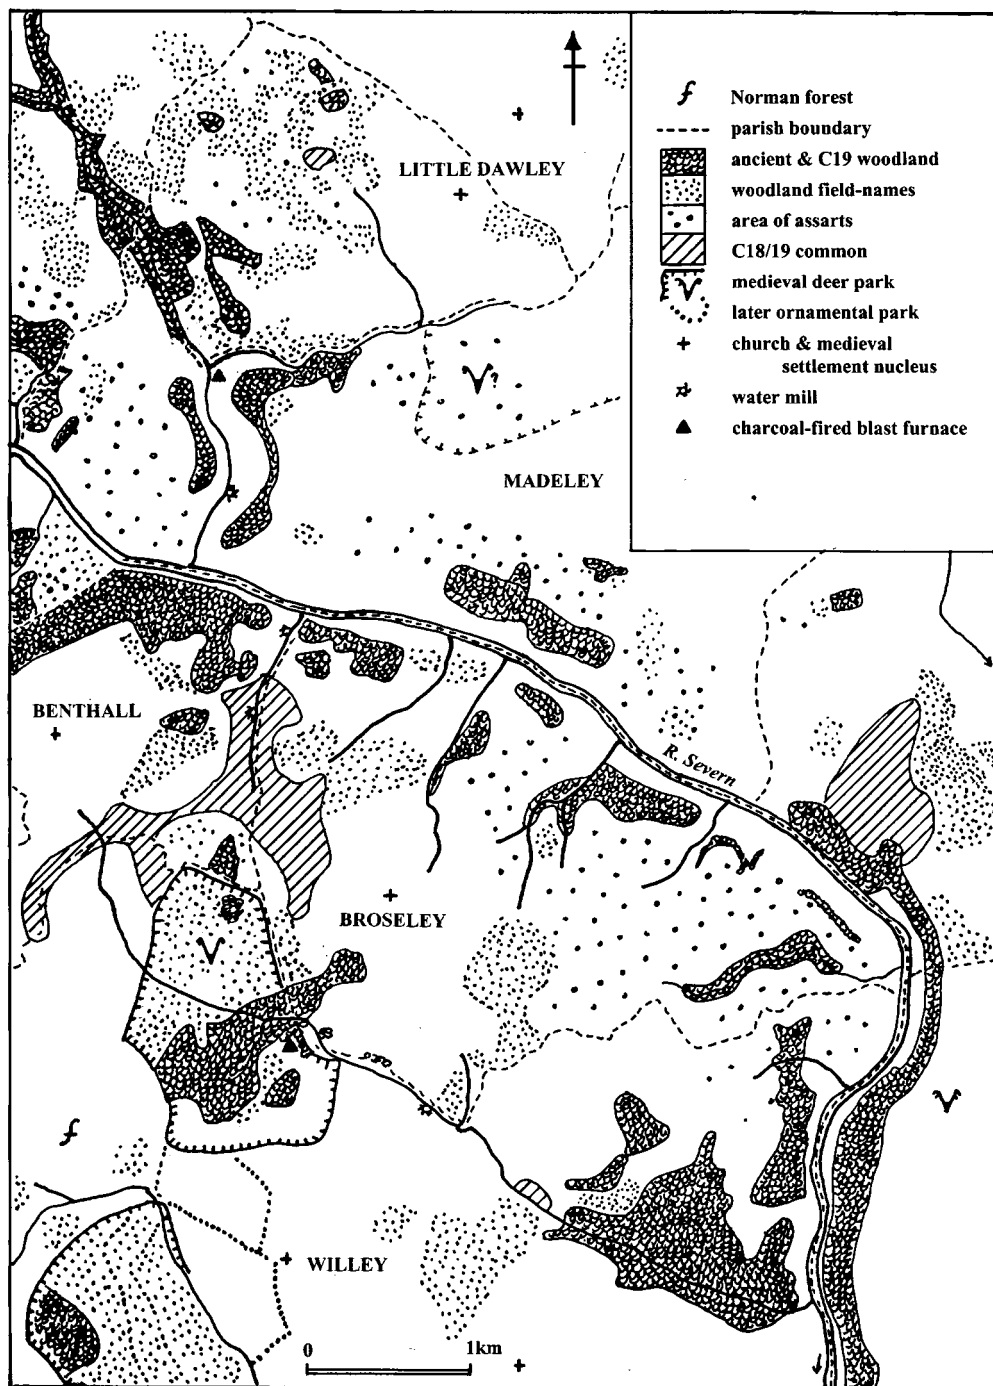 Norman forest
parish boundary
ancient & C19 woodland
woodland field-names
area of assarts
C18/19 common
medieval deer park
later ornamental park
church & medieval
settlement nucleus
water mill
charcoal-fired blast furnace
LITTLE DAWLEY
?
MADELEY
BENTHALL
R. Severn
BROSELEY
WILLEY
0 1km